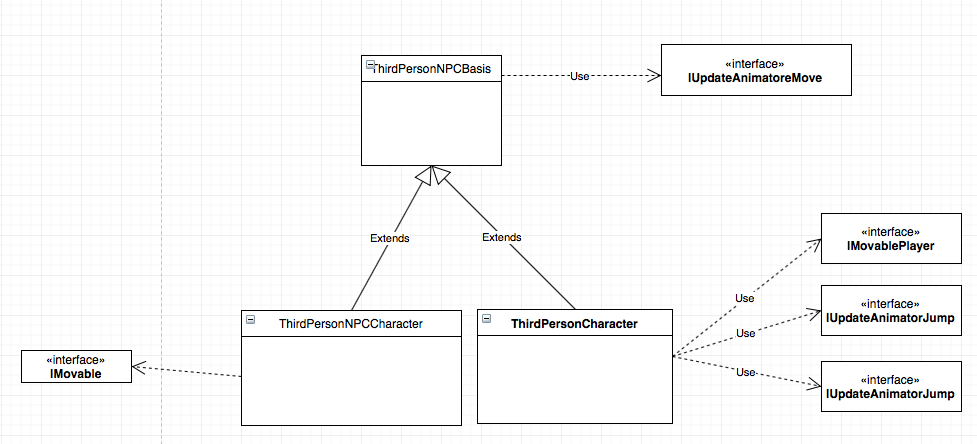 ThirdPersonNPCBasis
Use
«interface»
IUpdateAnimatoreMove
Extends
Extends
«interface»
IMovablePlayer
Use
«interface»
IUpdateAnimatorJump
Use
ThirdPersonNPCCharacter
ThirdPersonCharacter
«interface»
IMovable
Use
«interface»
IUpdateAnimatorJump